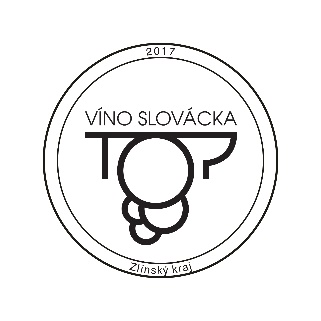 2017
VÍNO SLOVÁCKA
TOP
Zlínský kraj